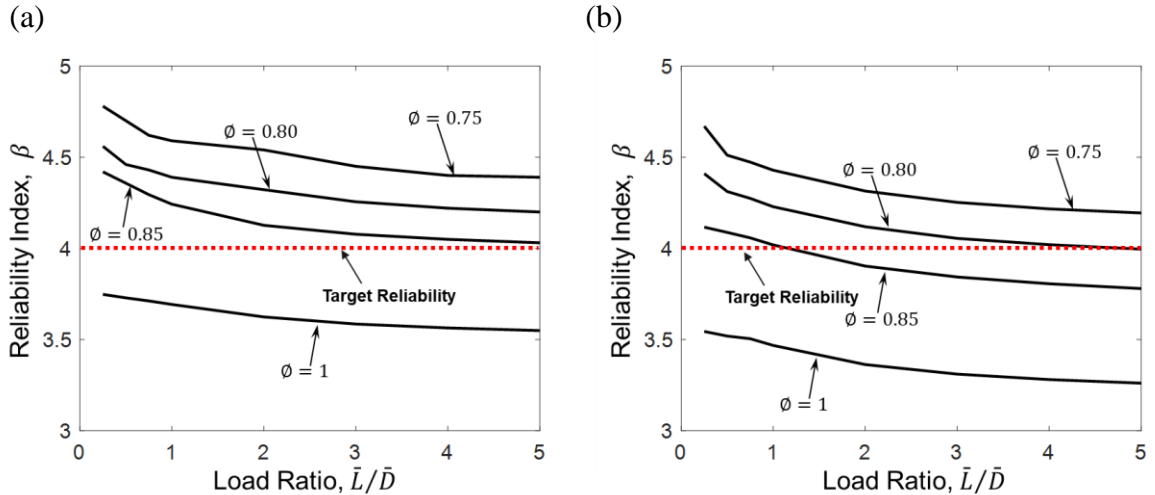 (a)
(b)
5
4.5
4
3.5
3
0
1
2
3
4
5
Reliability Index, β
Load Ratio, L̄/D̄
∅ = 0.75
∅ = 0.80
∅ = 0.85
Target Reliability
∅ = 1
5
4.5
4
3.5
3
0
1
2
3
4
5
Reliability Index, β
Load Ratio, L̄/D̄
∅ = 0.75
∅ = 0.80
Target Reliability
∅ = 0.85
∅ = 1